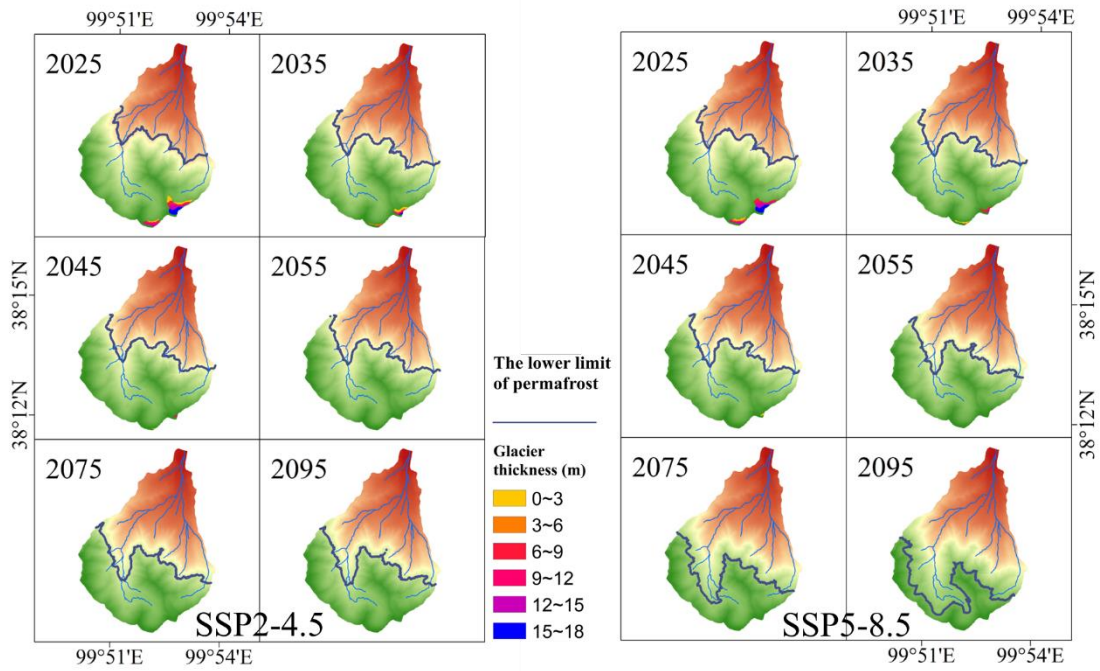 99°51'E 99°54'E
2025 2035
2045 2055
2075 2095
38°15'N
38°12'N
SSP2-4.5
99°51'E 99°54'E
The lower limit
of permafrost
Glacier
thickness (m)
0~3
3~6
6~9
9~12
12~15
15~18
99°51'E 99°54'E
2025 2035
2045 2055
2075 2095
38°15'N
38°12'N
SSP5-8.5
99°51'E 99°54'E